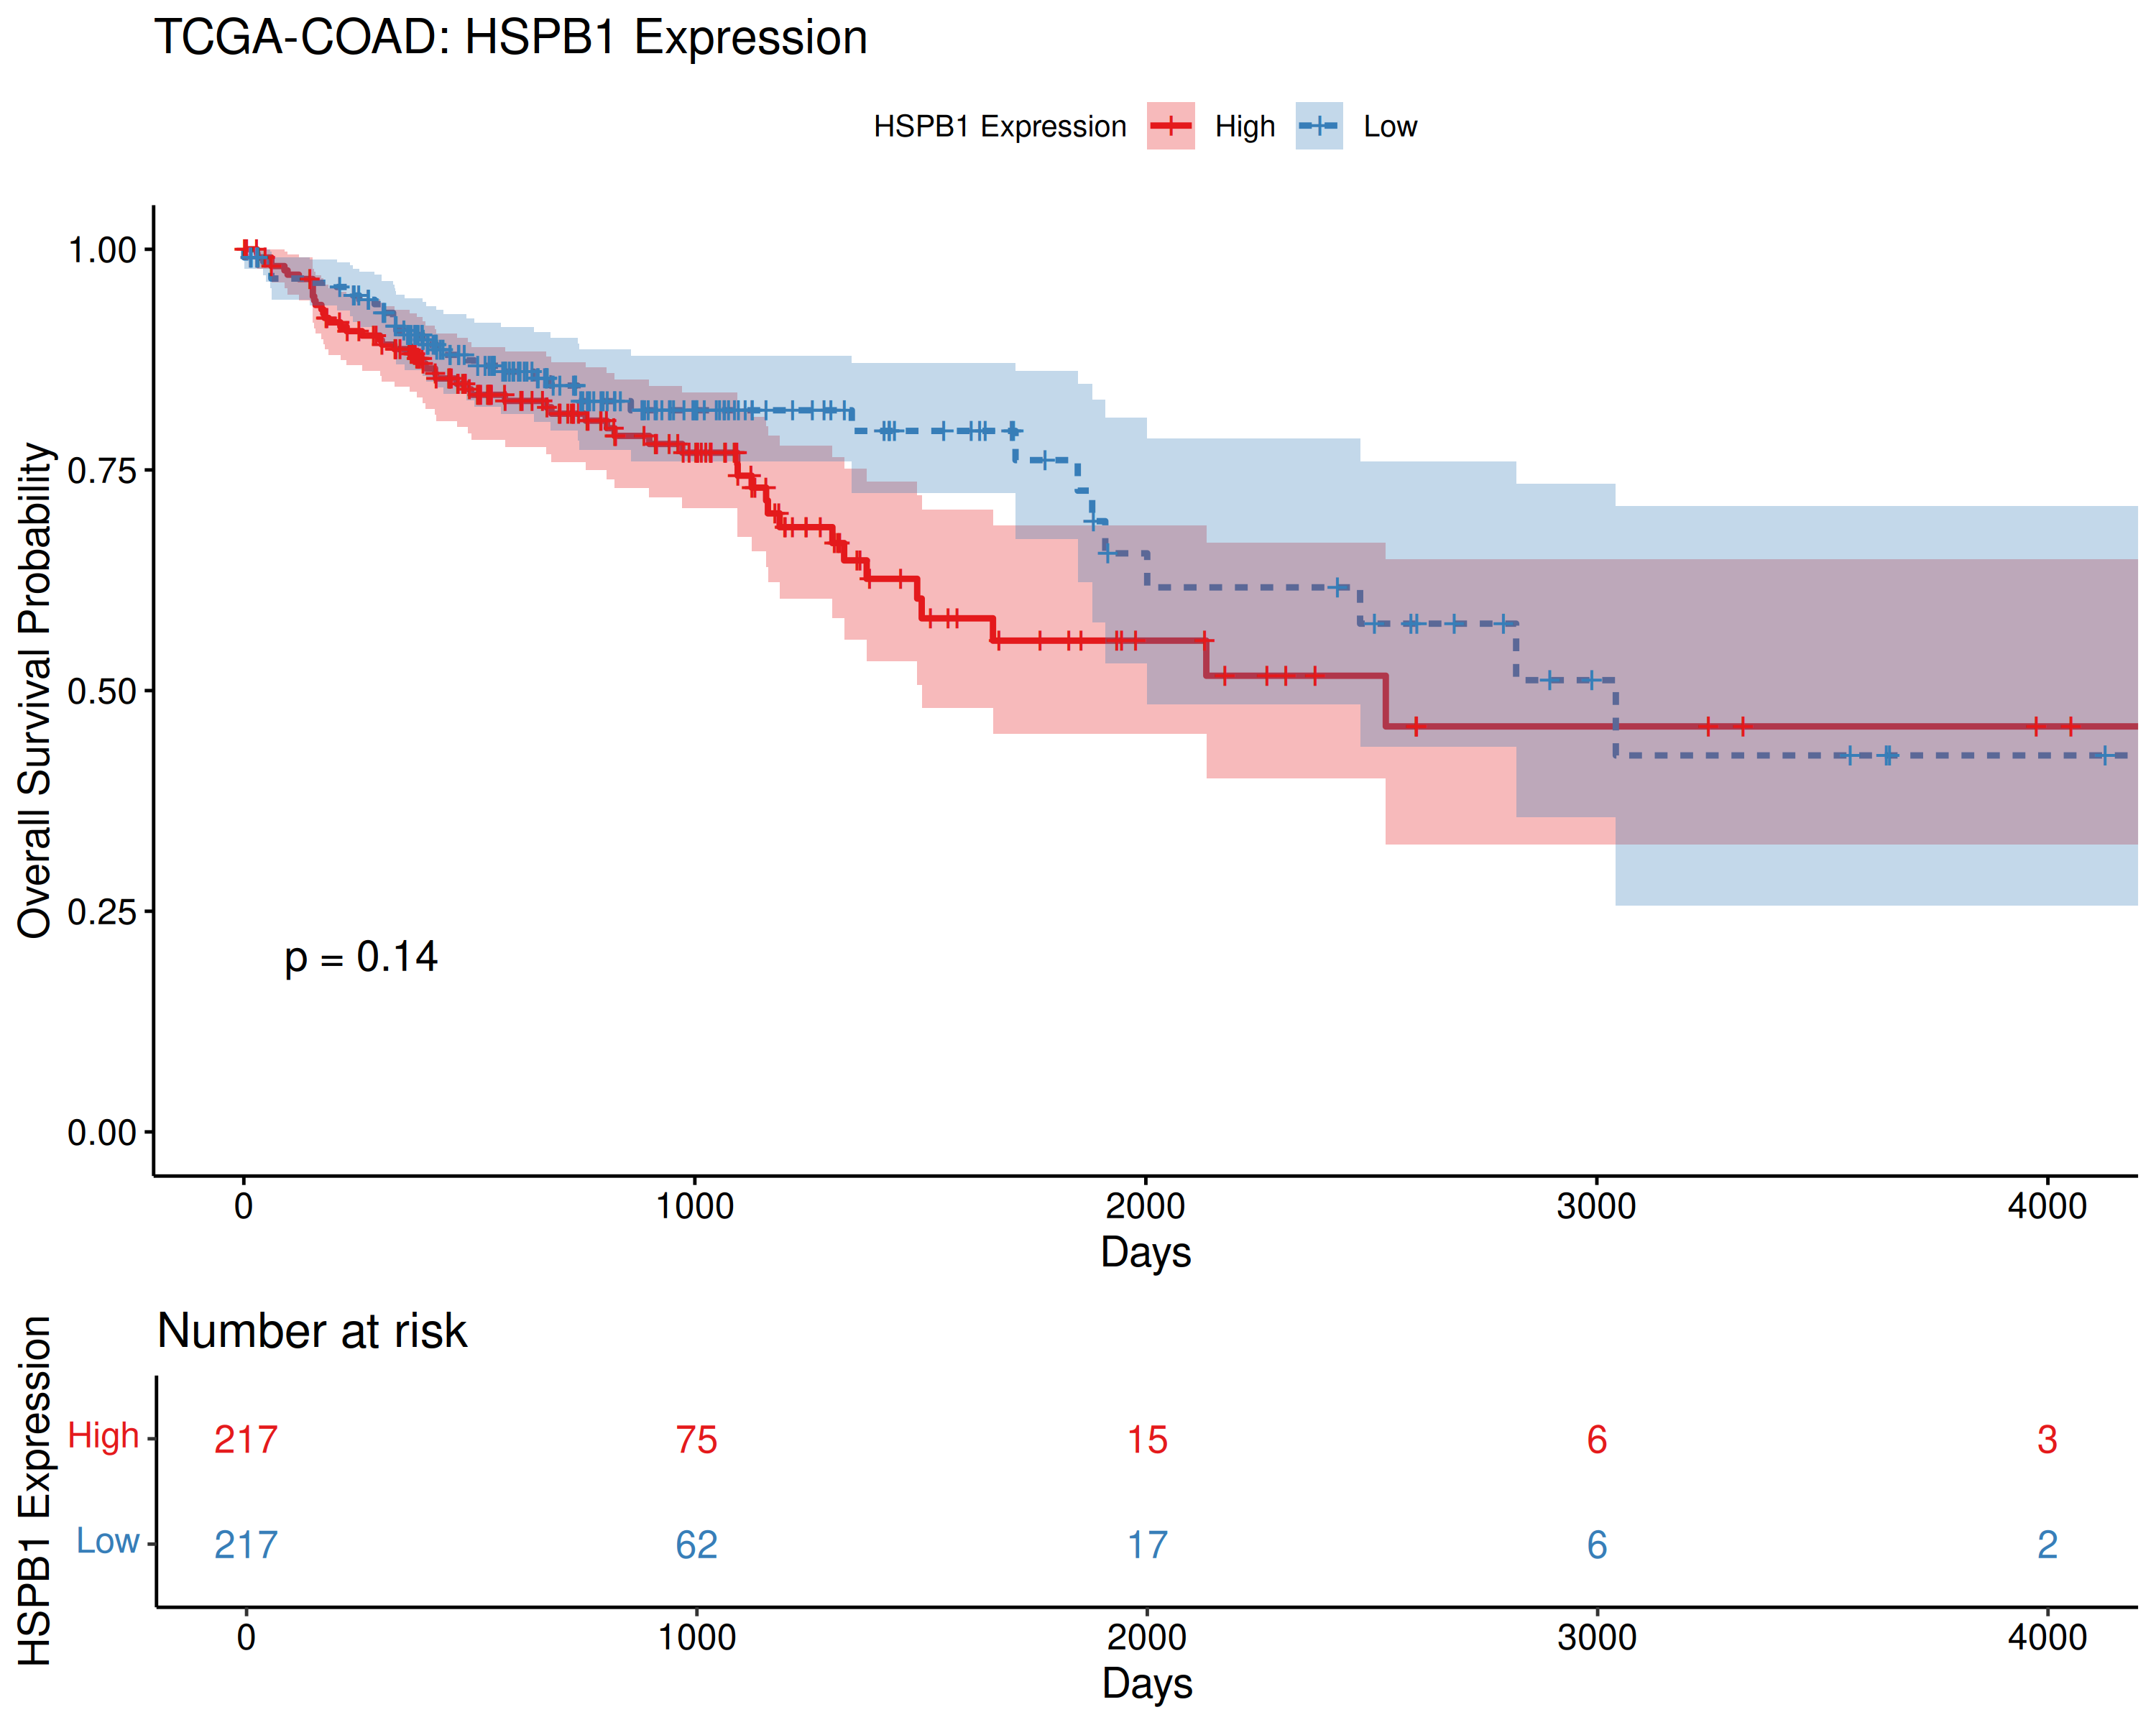 TCGA-COAD: HSPB1 Expression
HSPB1 Expression High Low
Overall Survival Probability
1.00
0.75
0.50
0.25
0.00
p = 0.14
0 1000 2000 3000 4000
Days
Number at risk
HSPB1 Expression
High 217 75 15 6 3
Low 217 62 17 6 2
0 1000 2000 3000 4000
Days